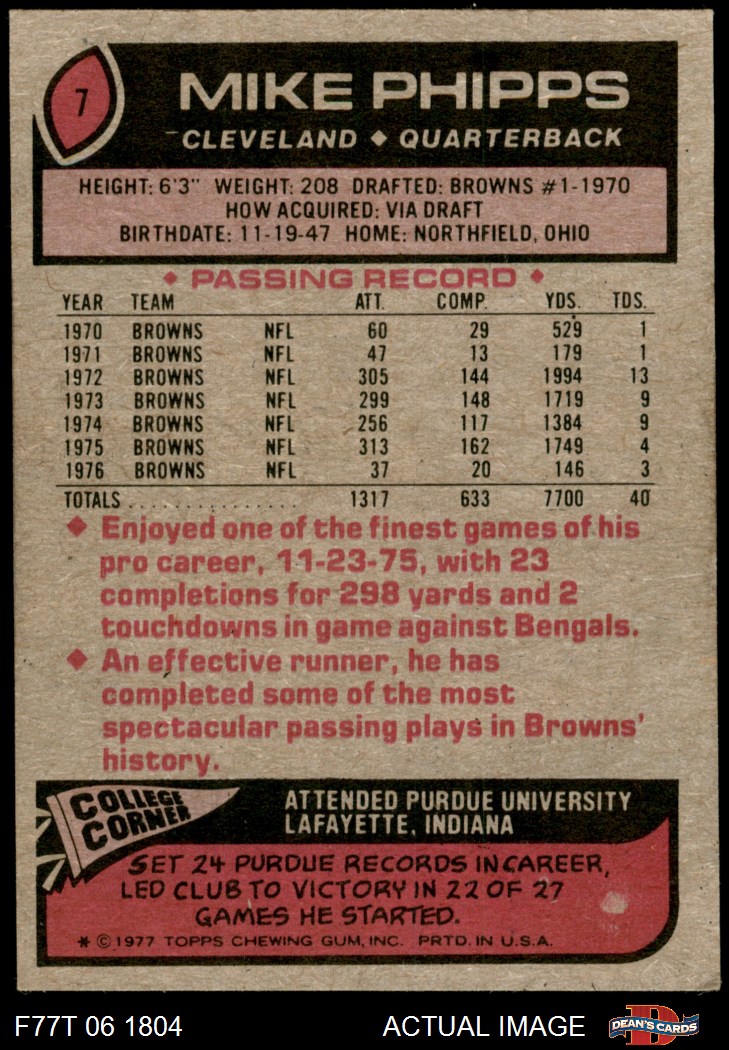 7
MIKE PHIPPS
CLEVELAND ◆ QUARTERBACK
HEIGHT: 6'3" WEIGHT: 208 DRAFTED: BROWNS #1-1970
HOW ACQUIRED: VIA DRAFT
BIRTHDATE: 11-19-47 HOME: NORTHFIELD, OHIO
◆ PASSING RECORD ◆
YEAR TEAM ATT. COMP. YDS. TDS.
1970 BROWNS NFL 60 29 529 1
1971 BROWNS NFL 47 13 179 1
1972 BROWNS NFL 305 144 1994 13
1973 BROWNS NFL 299 148 1719 9
1974 BROWNS NFL 256 117 1384 9
1975 BROWNS NFL 313 162 1749 4
1976 BROWNS NFL 37 20 146 3
TOTALS . . . . . . . . . . . . . . 1317 633 7700 40
◆ Enjoyed one of the finest games of his
pro career, 11-23-75, with 23
completions for 298 yards and 2
touchdowns in game against Bengals.
◆ An effective runner, he has
completed some of the most
spectacular passing plays in Browns'
history.
COLLEGE
CORNER
ATTENDED PURDUE UNIVERSITY
LAFAYETTE, INDIANA
SET 24 PURDUE RECORDS IN CAREER,
LED CLUB TO VICTORY IN 22 OF 27
GAMES HE STARTED.
* © 1977 TOPPS CHEWING GUM, INC. PRTD. IN U.S.A.
F77T 06 1804 ACTUAL IMAGE D DEAN'S CARDS